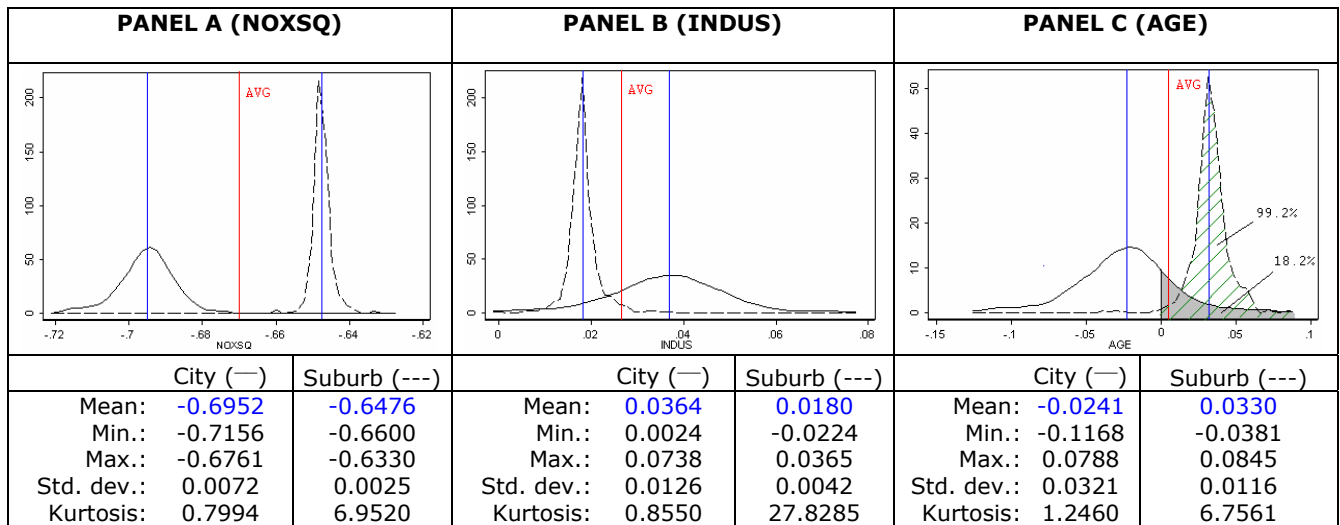 PANEL A (NOXSQ) PANEL B (INDUS) PANEL C (AGE)
AVG
200
150
100
50
0
-.72 -.7 -.68 -.66 -.64 -.62
NOXSQ
AVG
200
150
100
50
0
0 .02 .04 .06 .08
INDUS
AVG
50
40
30
20
10
0
99.2%
18.2%
-.15 -.1 -.05 0 .05 .1
AGE
City (—) Suburb (---) City (—) Suburb (---) City (—) Suburb (---)
Mean: -0.6952 -0.6476 Mean: 0.0364 0.0180 Mean: -0.0241 0.0330
Min.: -0.7156 -0.6600 Min.: 0.0024 -0.0224 Min.: -0.1168 -0.0381
Max.: -0.6761 -0.6330 Max.: 0.0738 0.0365 Max.: 0.0788 0.0845
Std. dev.: 0.0072 0.0025 Std. dev.: 0.0126 0.0042 Std. dev.: 0.0321 0.0116
Kurtosis: 0.7994 6.9520 Kurtosis: 0.8550 27.8285 Kurtosis: 1.2460 6.7561